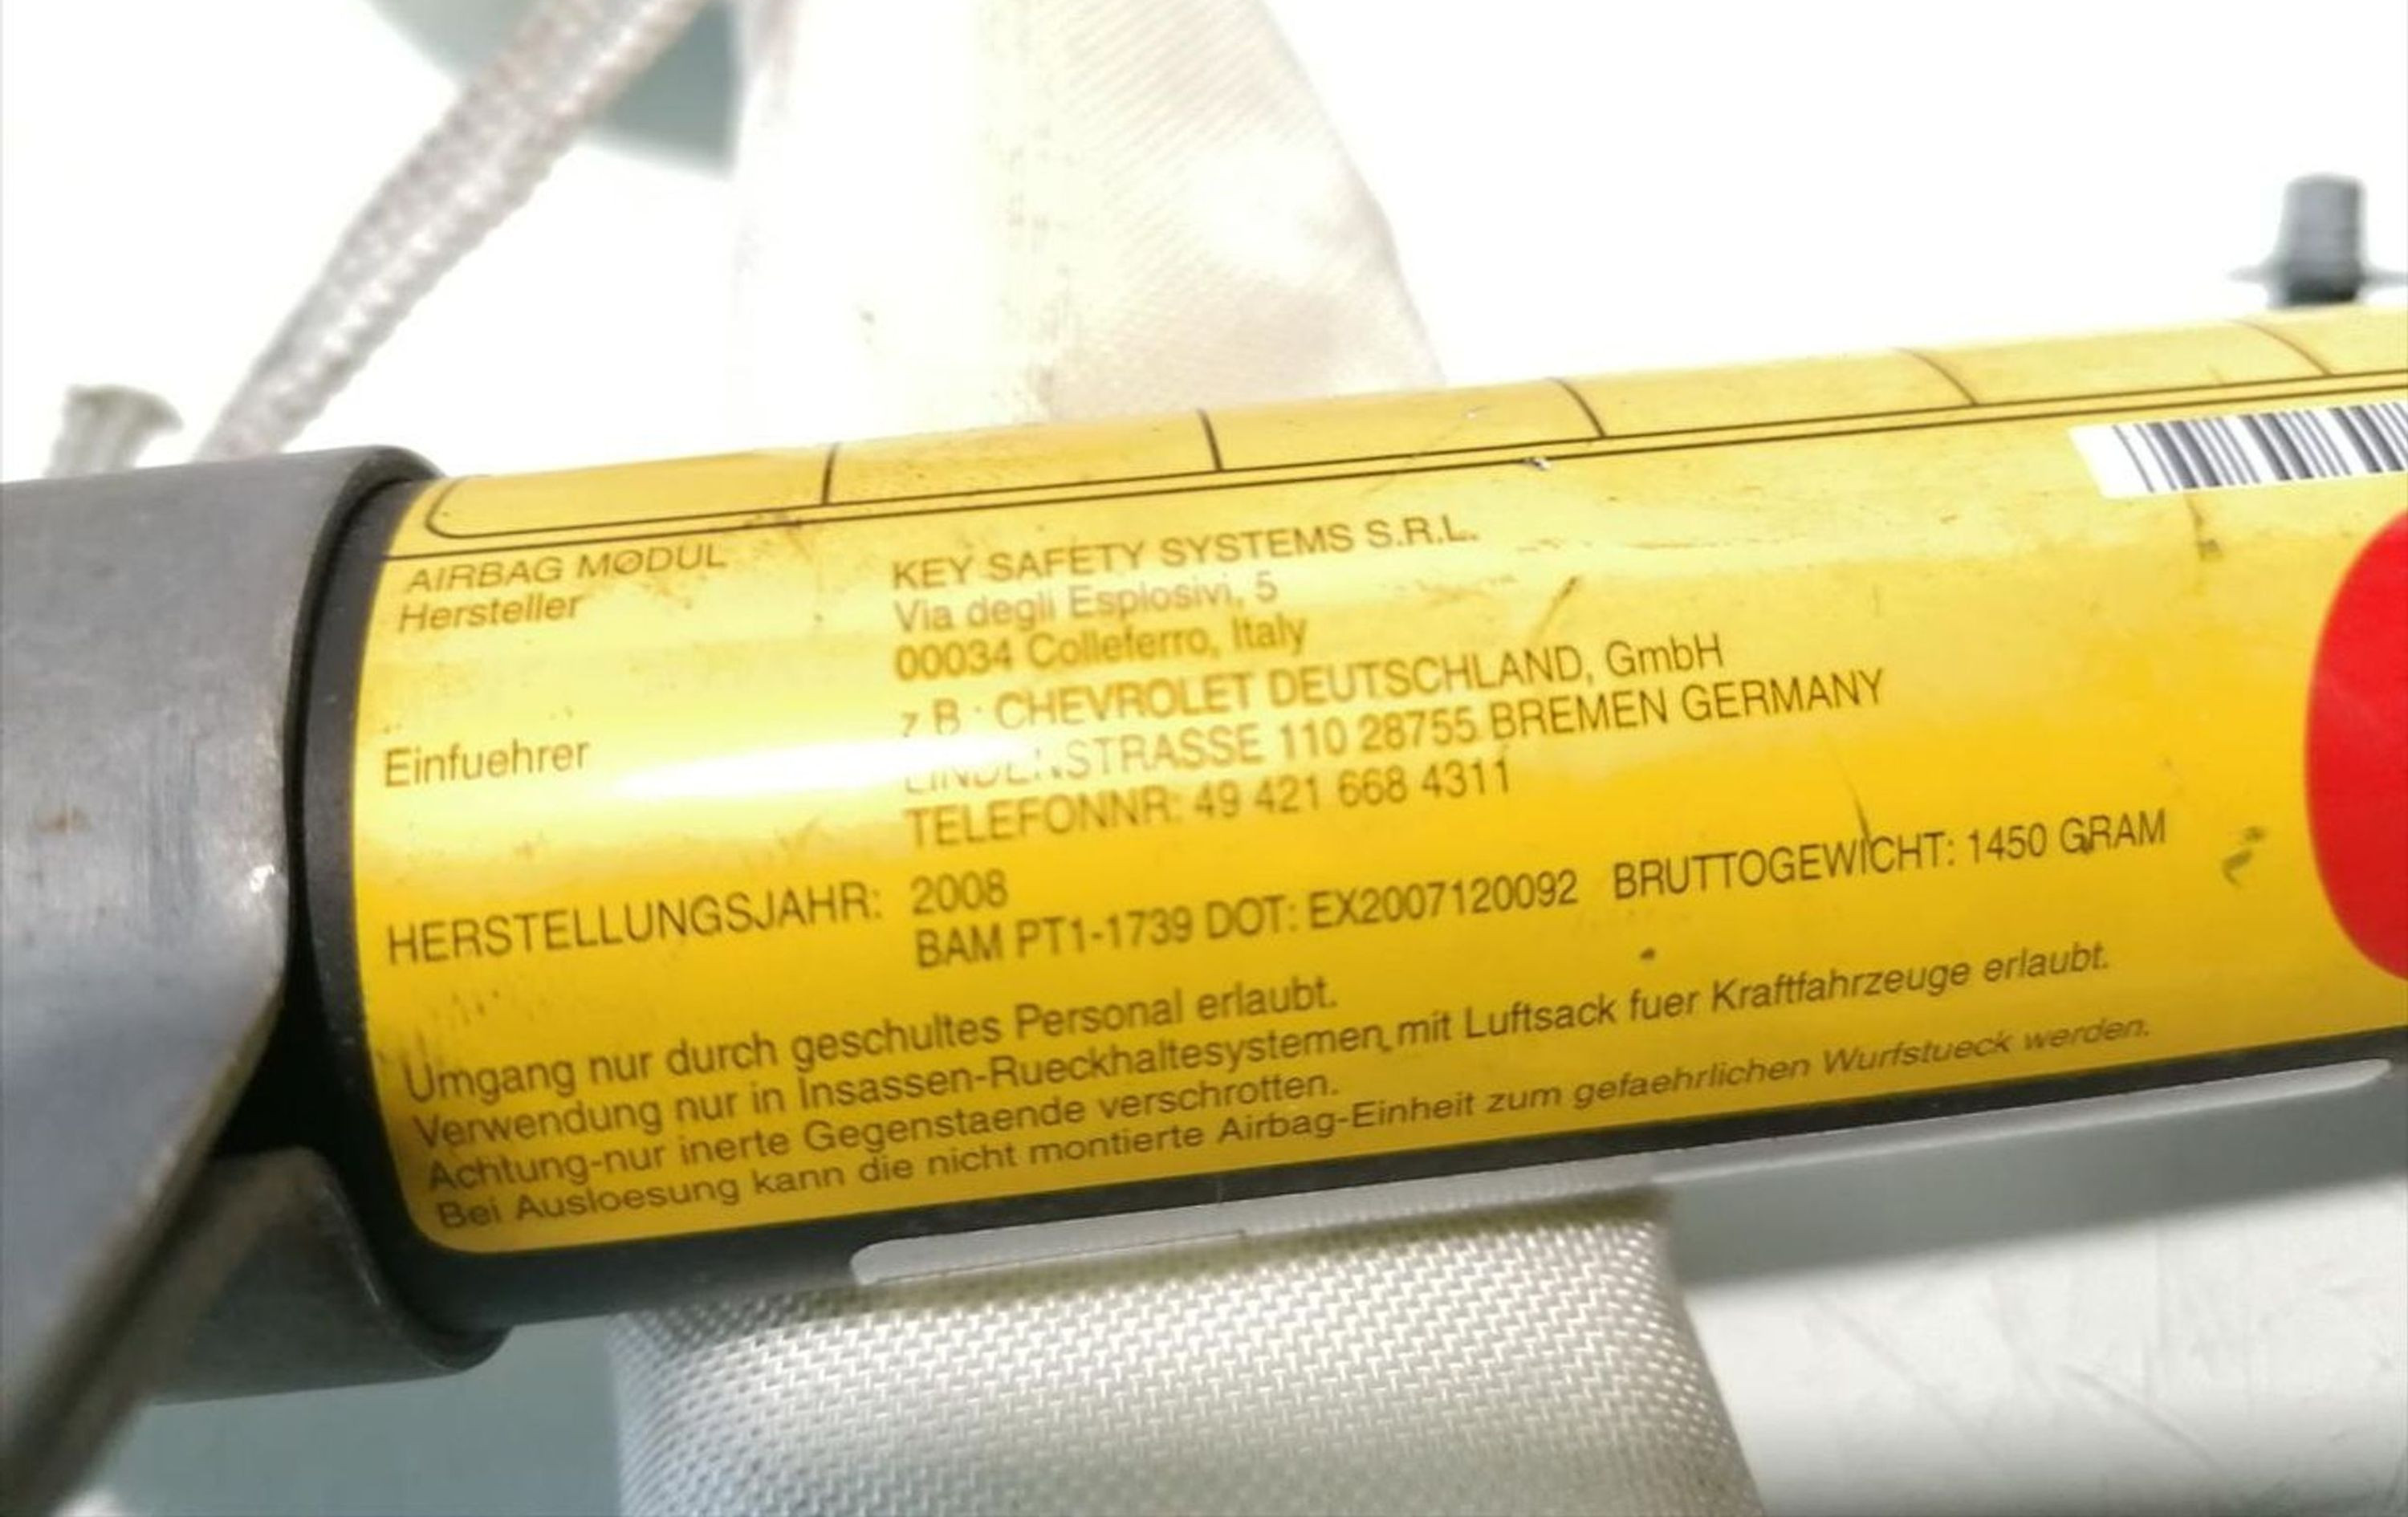 AIRBAG MODUL
Hersteller
KEY SAFETY SYSTEMS S.R.L.
Via degli Esplosivi, 5
00034 Colleferro, Italy
Einfuehrer
z B : CHEVROLET DEUTSCHLAND, GmbH
LINDENSTRASSE 110 28755 BREMEN GERMANY
TELEFONNR: 49 421 668 4311
HERSTELLUNGSJAHR: 2008
BAM PT1-1739 DOT: EX2007120092 BRUTTOGEWICHT: 1450 GRAM
Umgang nur durch geschultes Personal erlaubt.
Verwendung nur in Insassen-Rueckhaltesystemen mit Luftsack fuer Kraftfahrzeuge erlaubt.
Achtung-nur inerte Gegenstaende verschrotten.
Bei Ausloesung kann die nicht montierte Airbag-Einheit zum gefaehrlichen Wurfstueck werden.